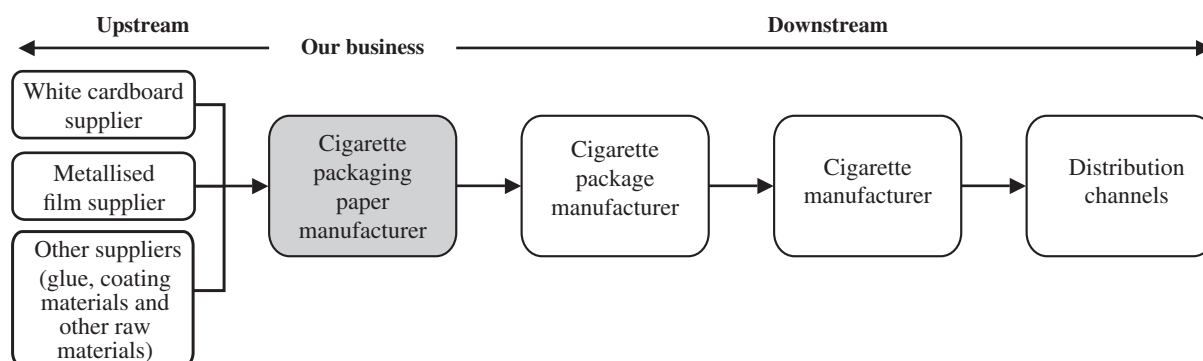 Upstream
Our business
Downstream
White cardboard
supplier
Metallised
film supplier
Other suppliers
(glue, coating
materials and
other raw
materials)
Cigarette
packaging
paper
manufacturer
Cigarette
package
manufacturer
Cigarette
manufacturer
Distribution
channels